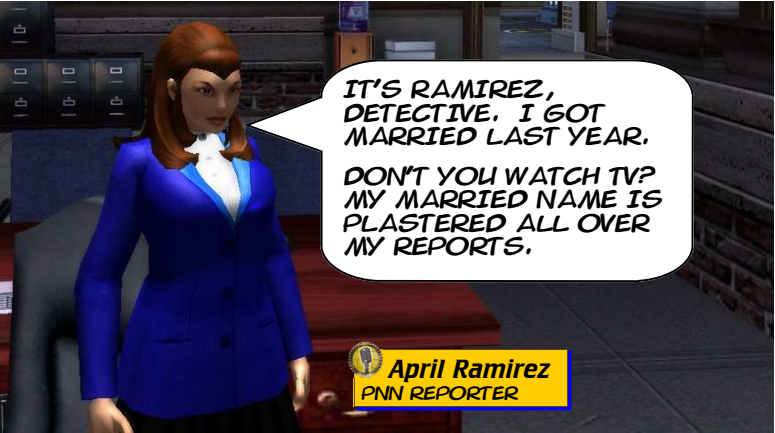 IT'S RAMIREZ,
DETECTIVE. I GOT
MARRIED LAST YEAR.
DON'T YOU WATCH TV?
MY MARRIED NAME IS
PLASTERED ALL OVER
MY REPORTS.
April Ramirez
PNN REPORTER